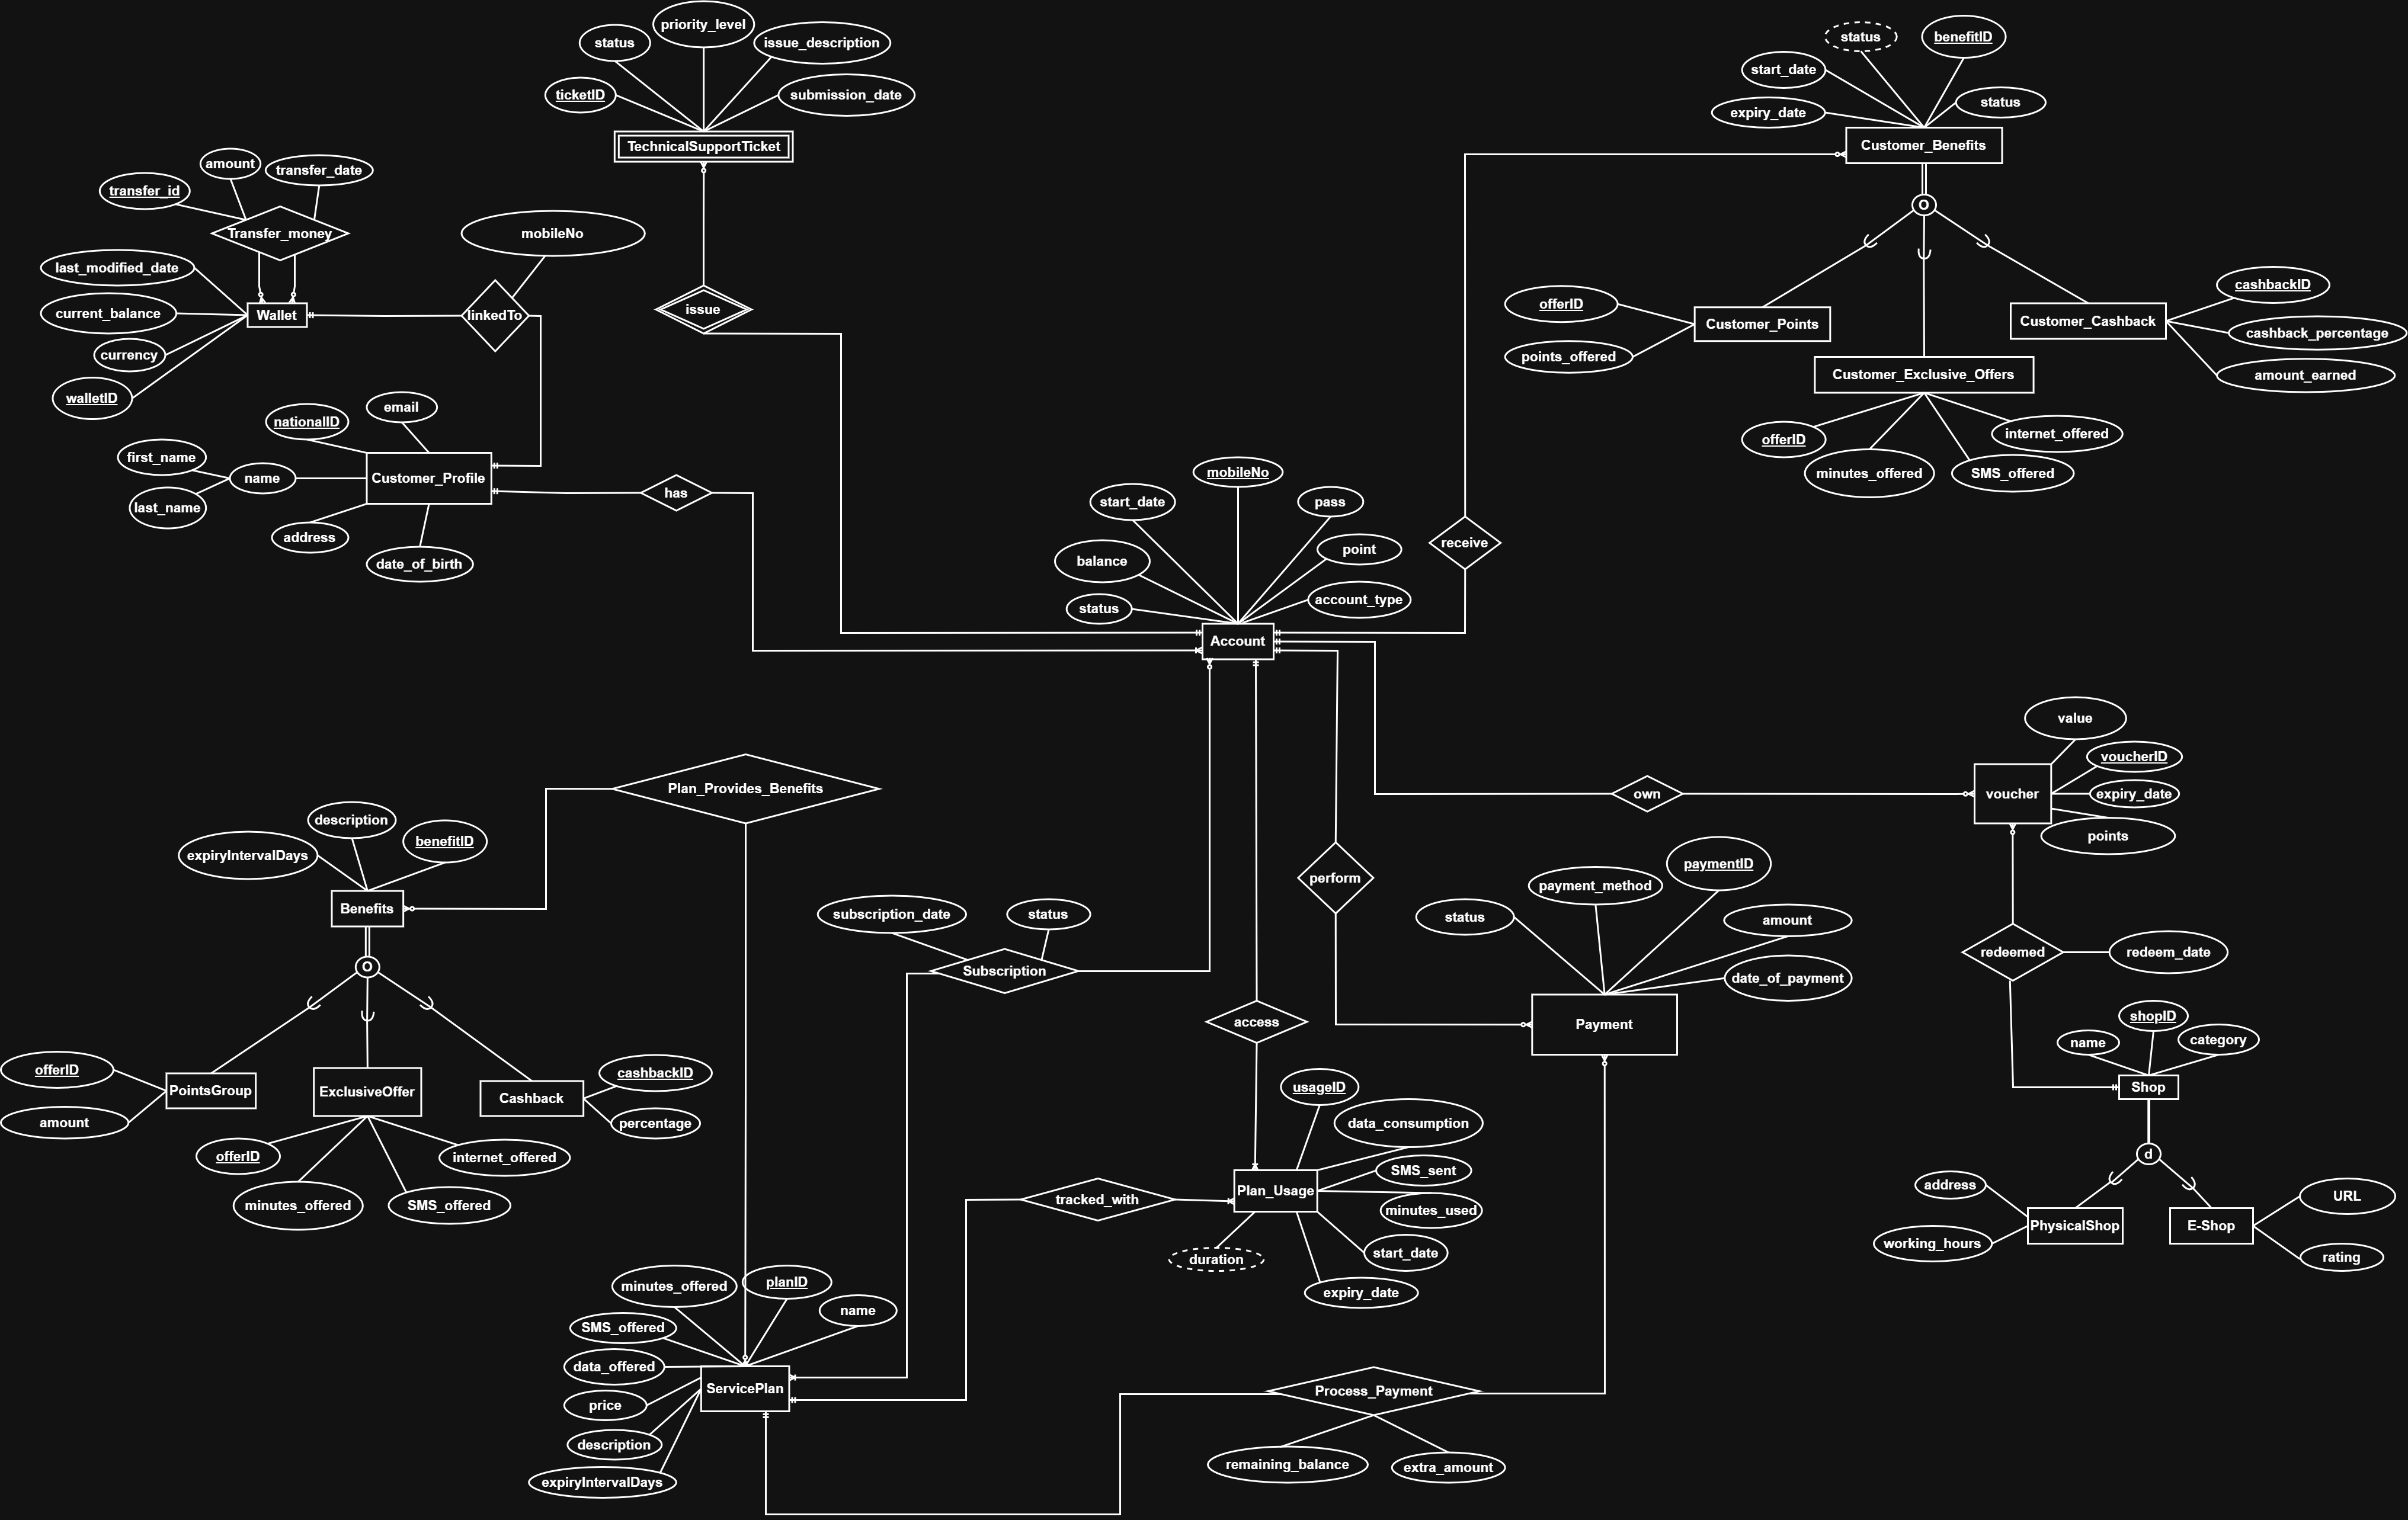 priority_level
status
issue_description
ticketID
submission_date
TechnicalSupportTicket
status
benefitID
start_date
status
expiry_date
Customer_Benefits
O
amount
transfer_date
transfer_id
Transfer_money
mobileNo
last_modified_date
current_balance
Wallet
linkedTo
currency
walletID
issue
offerID
points_offered
Customer_Points
Customer_Cashback
cashbackID
cashback_percentage
amount_earned
Customer_Exclusive_Offers
offerID
internet_offered
minutes_offered
SMS_offered
nationalID
email
first_name
name
last_name
Customer_Profile
address
date_of_birth
has
mobileNo
start_date
pass
balance
point
status
account_type
Account
receive
value
voucherID
voucher
expiry_date
points
own
Plan_Provides_Benefits
description
benefitID
expiryIntervalDays
Benefits
O
perform
paymentID
payment_method
status
amount
date_of_payment
Payment
subscription_date
status
Subscription
redeemed
redeem_date
access
shopID
name
category
Shop
d
offerID
amount
PointsGroup
ExclusiveOffer
Cashback
cashbackID
percentage
offerID
internet_offered
minutes_offered
SMS_offered
usageID
data_consumption
SMS_sent
Plan_Usage
minutes_used
tracked_with
duration
start_date
expiry_date
address
working_hours
PhysicalShop
E-Shop
URL
rating
minutes_offered
planID
name
SMS_offered
data_offered
ServicePlan
price
description
expiryIntervalDays
Process_Payment
remaining_balance
extra_amount